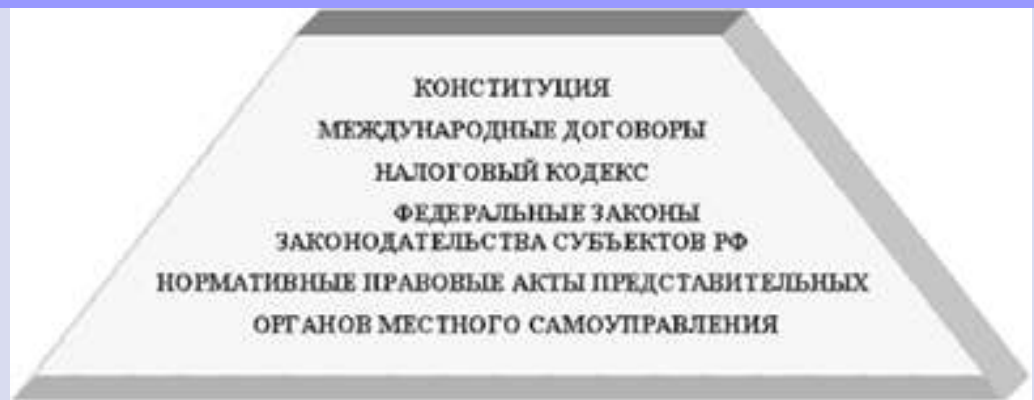 КОНСТИТУЦИЯ
МЕЖДУНАРОДНЫЕ ДОГОВОРЫ
НАЛОГОВЫЙ КОДЕКС
ФЕДЕРАЛЬНЫЕ ЗАКОНЫ
ЗАКОНОДАТЕЛЬСТВА СУБЪЕКТОВ РФ
НОРМАТИВНЫЕ ПРАВОВЫЕ АКТЫ ПРЕДСТАВИТЕЛЬНЫХ
ОРГАНОВ МЕСТНОГО САМОУПРАВЛЕНИЯ